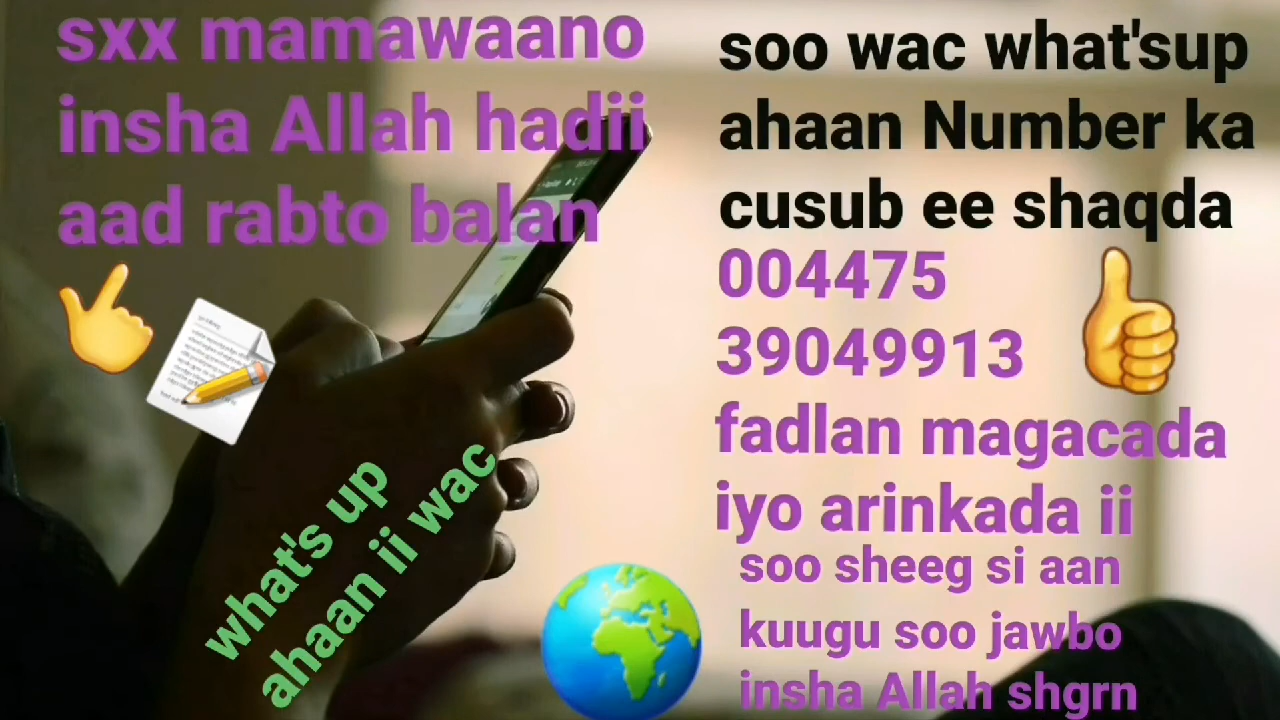 sxx mamawaano
insha Allah hadii
aad rabto balan
soo wac what'sup
ahaan Number ka
cusub ee shaqda
004475
39049913
fadlan magacada
iyo arinkada ii
soo sheeg si aan
kuugu soo jawbo
insha Allah shgrn
what's up
ahaan ii wac